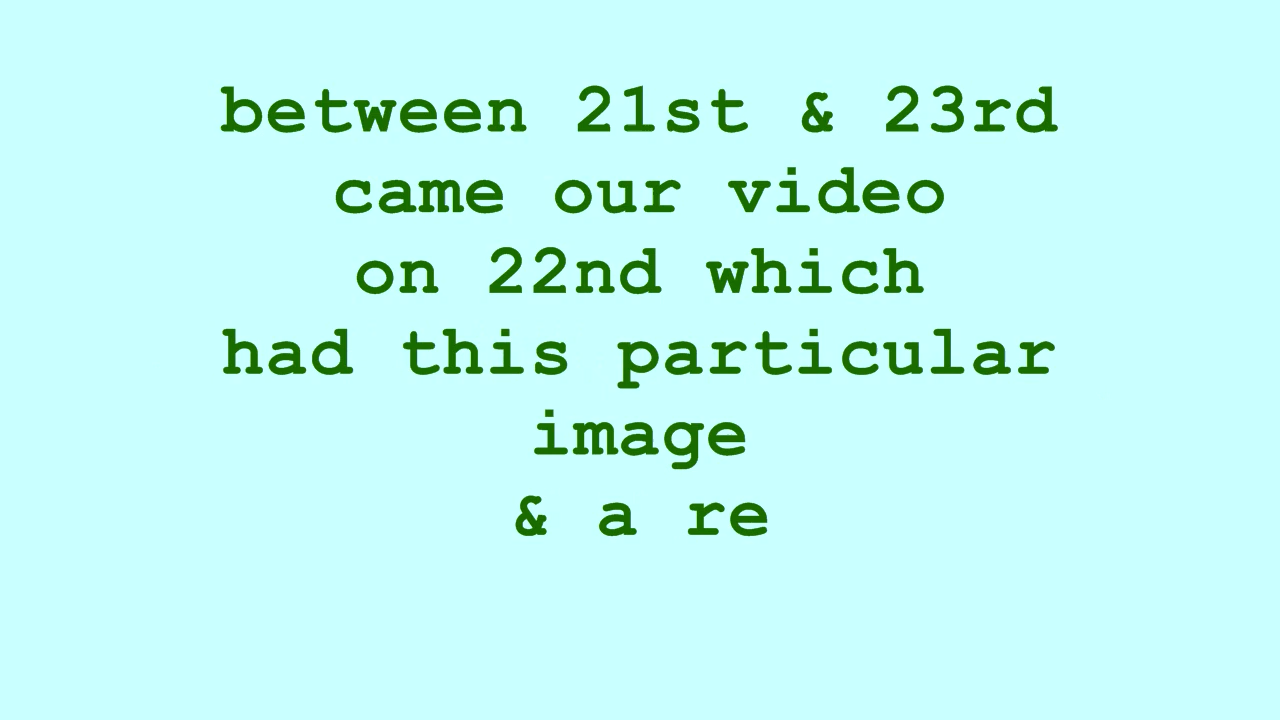 between 21st & 23rd
came our video
on 22nd which
had this particular
image
& a re